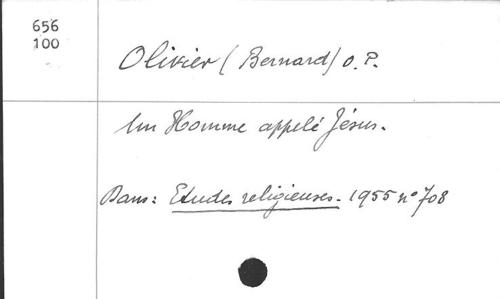 656
100
Olivier (Bernard) O.P.
Un Homme appelé Jésus.
Dans: Etudes religieuses. 1955 n° 708